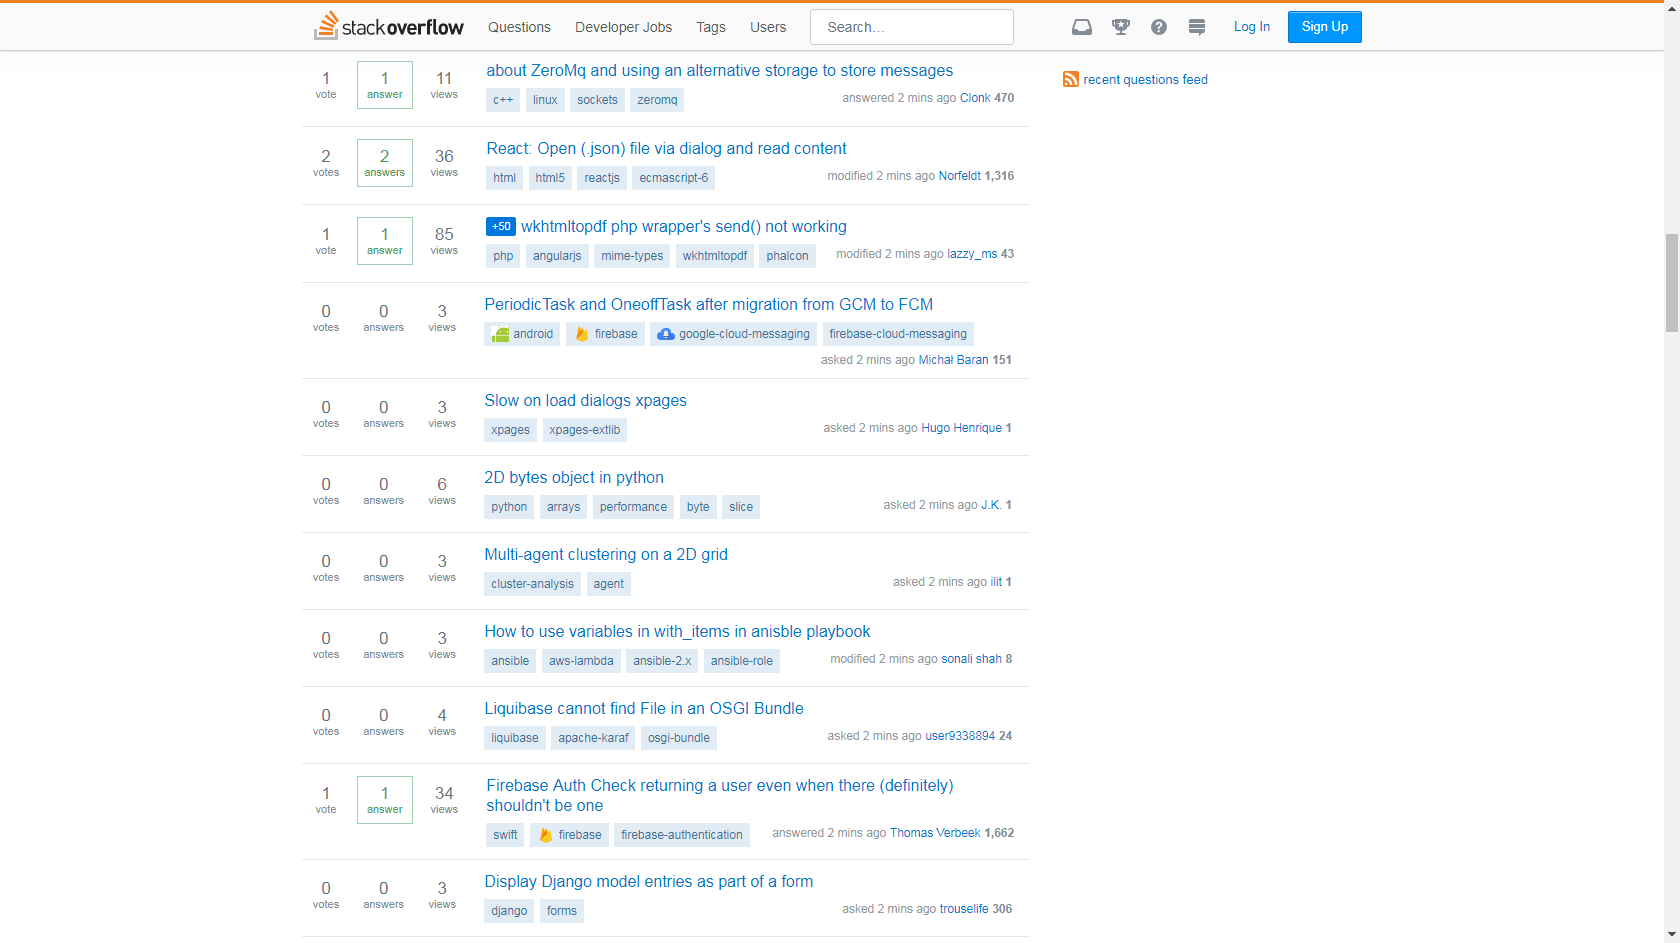 stackoverflow Questions Developer Jobs Tags Users Search... Log In Sign Up
recent questions feed
1 vote 1 answer 11 views
about ZeroMq and using an alternative storage to store messages
c++ linux sockets zeromq
answered 2 mins ago Clonk 470
2 votes 2 answers 36 views
React: Open (.json) file via dialog and read content
html html5 reactjs ecmascript-6
modified 2 mins ago Norfeldt 1,316
1 vote 1 answer 85 views
+50 wkhtmltopdf php wrapper's send() not working
php angularjs mime-types wkhtmltopdf phalcon
modified 2 mins ago lazzy_ms 43
0 votes 0 answers 3 views
PeriodicTask and OneoffTask after migration from GCM to FCM
android firebase google-cloud-messaging firebase-cloud-messaging
asked 2 mins ago Michał Baran 151
0 votes 0 answers 3 views
Slow on load dialogs xpages
xpages xpages-extlib
asked 2 mins ago Hugo Henrique 1
0 votes 0 answers 6 views
2D bytes object in python
python arrays performance byte slice
asked 2 mins ago J.K. 1
0 votes 0 answers 3 views
Multi-agent clustering on a 2D grid
cluster-analysis agent
asked 2 mins ago ilit 1
0 votes 0 answers 3 views
How to use variables in with_items in anisble playbook
ansible aws-lambda ansible-2.x ansible-role
modified 2 mins ago sonali shah 8
0 votes 0 answers 4 views
Liquibase cannot find File in an OSGI Bundle
liquibase apache-karaf osgi-bundle
asked 2 mins ago user9338894 24
1 vote 1 answer 34 views
Firebase Auth Check returning a user even when there (definitely)
shouldn't be one
swift firebase firebase-authentication
answered 2 mins ago Thomas Verbeek 1,662
0 votes 0 answers 3 views
Display Django model entries as part of a form
django forms
asked 2 mins ago trouselife 306